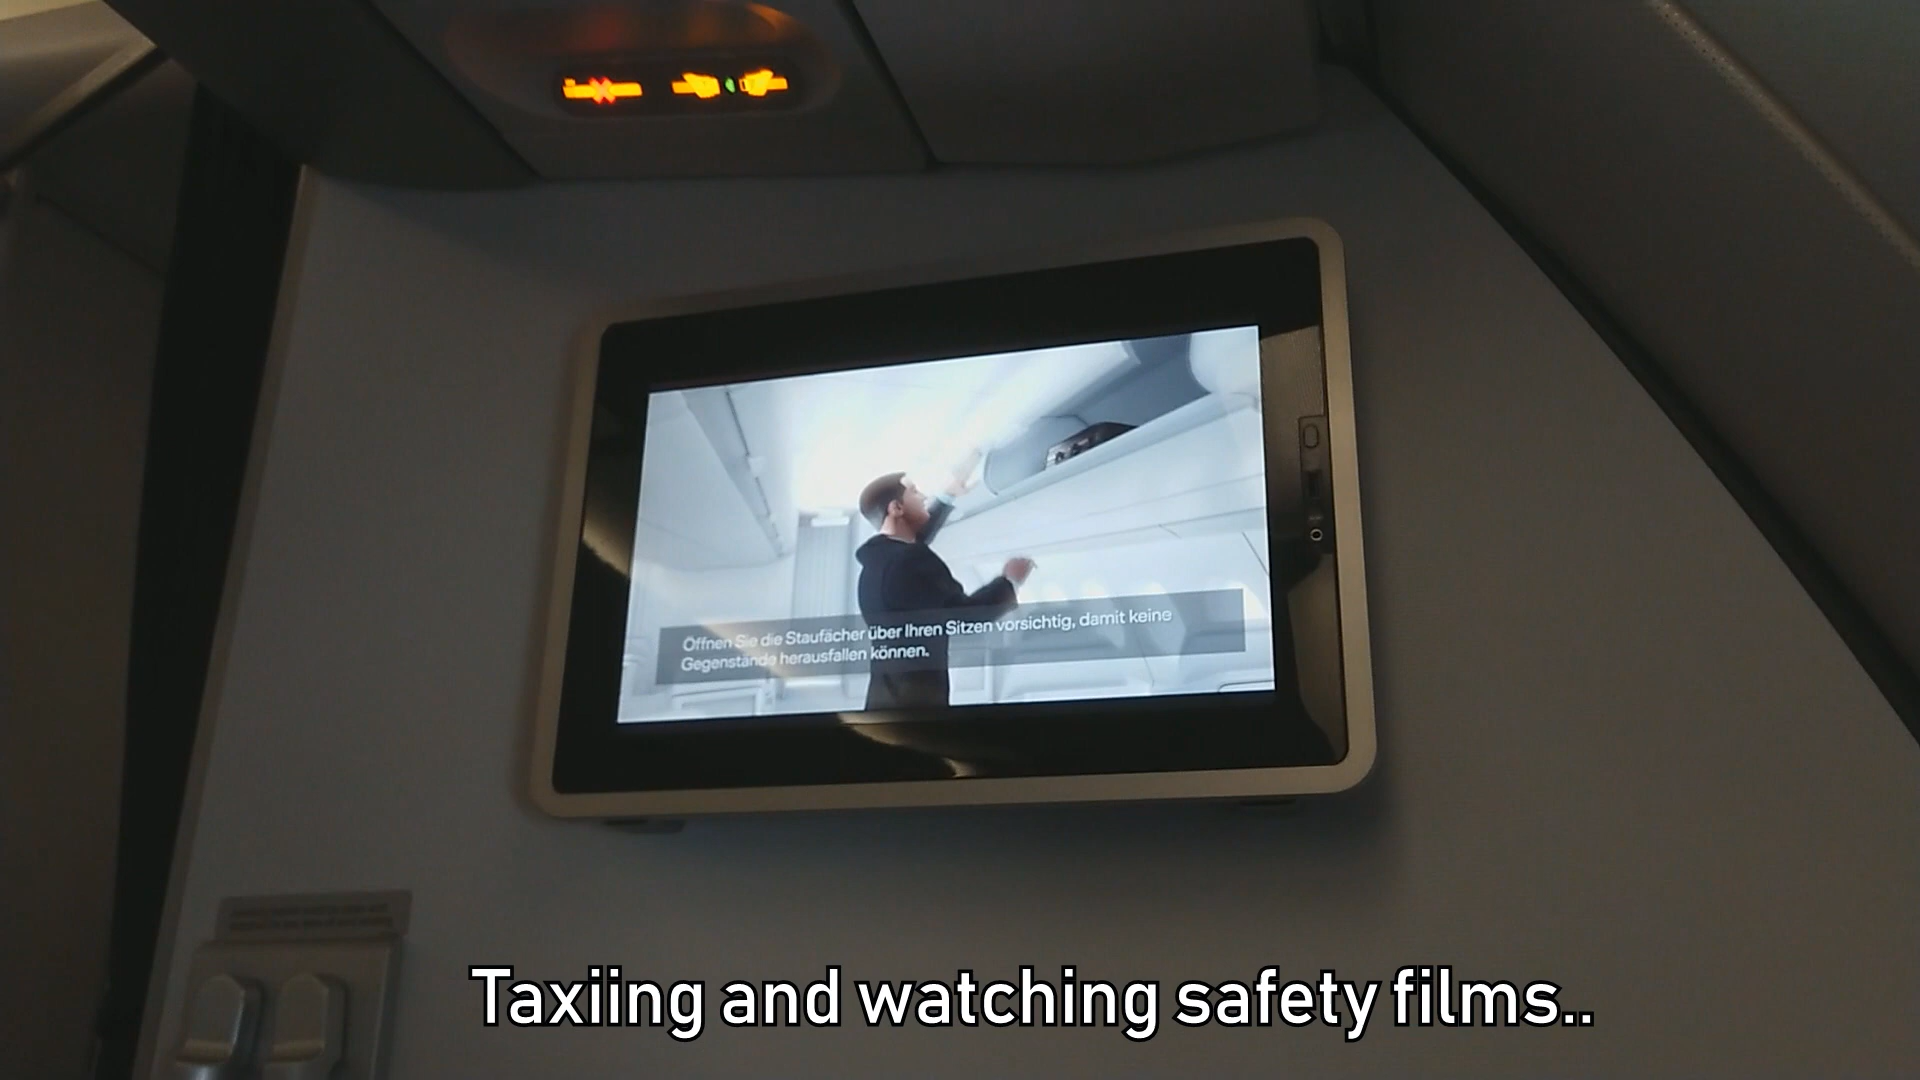 Öffnen Sie die Staufächer über Ihren Sitzen vorsichtig, damit keine
Gegenstände herausfallen können.
Taxiing and watching safety films..